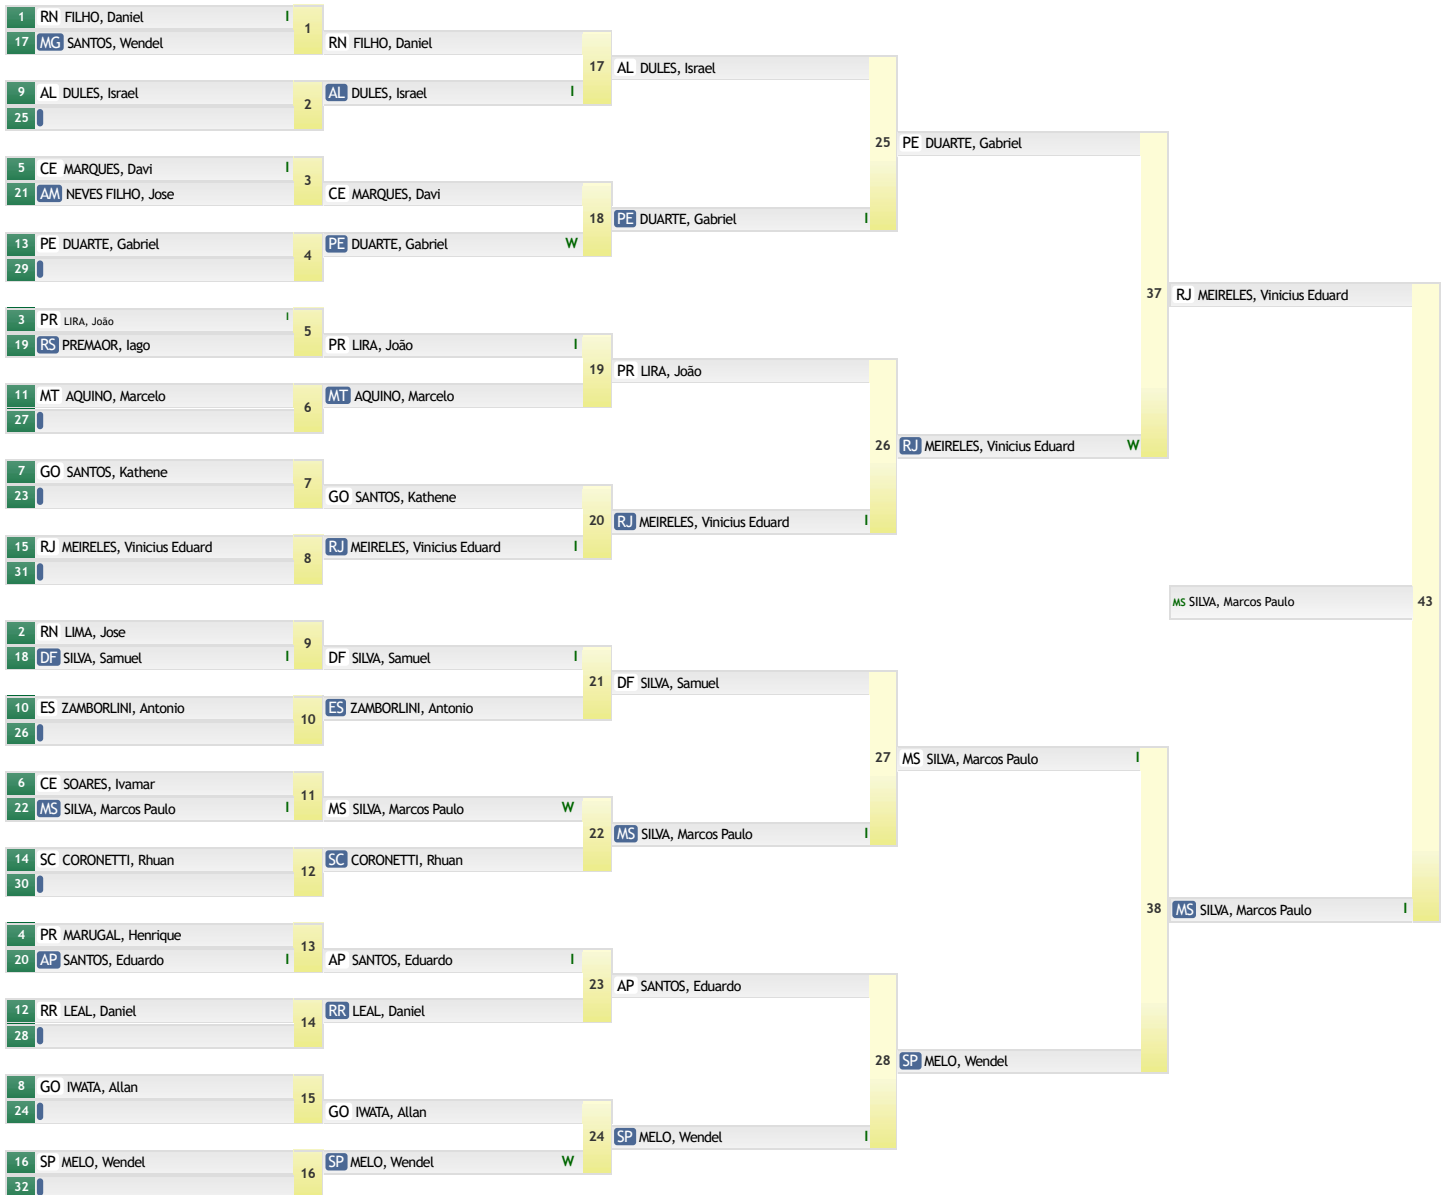 1 RN FILHO, Daniel I
17 MG SANTOS, Wendel
1
RN FILHO, Daniel
17
AL DULES, Israel
9 AL DULES, Israel
25
2
AL DULES, Israel I
25
PE DUARTE, Gabriel
5 CE MARQUES, Davi I
21 AM NEVES FILHO, Jose
3
CE MARQUES, Davi
18
PE DUARTE, Gabriel I
13 PE DUARTE, Gabriel
29
4
PE DUARTE, Gabriel W
37
RJ MEIRELES, Vinicius Eduard
3 PR LIRA, João I
19 RS PREMAOR, Iago
5
PR LIRA, João I
19
PR LIRA, João
11 MT AQUINO, Marcelo
27
6
MT AQUINO, Marcelo
26
RJ MEIRELES, Vinicius Eduard W
7 GO SANTOS, Kathene
23
7
GO SANTOS, Kathene
20
RJ MEIRELES, Vinicius Eduard I
15 RJ MEIRELES, Vinicius Eduard
31
8
RJ MEIRELES, Vinicius Eduard I
MS SILVA, Marcos Paulo
43
2 RN LIMA, Jose
18 DF SILVA, Samuel I
9
DF SILVA, Samuel I
21
DF SILVA, Samuel
10 ES ZAMBORLINI, Antonio
26
10
ES ZAMBORLINI, Antonio
27
MS SILVA, Marcos Paulo I
6 CE SOARES, Ivamar
22 MS SILVA, Marcos Paulo I
11
MS SILVA, Marcos Paulo W
22
MS SILVA, Marcos Paulo I
14 SC CORONETTI, Rhuan
30
12
SC CORONETTI, Rhuan
38
MS SILVA, Marcos Paulo I
4 PR MARUGAL, Henrique
20 AP SANTOS, Eduardo I
13
AP SANTOS, Eduardo I
23
AP SANTOS, Eduardo
12 RR LEAL, Daniel
28
14
RR LEAL, Daniel
28
SP MELO, Wendel
8 GO IWATA, Allan
24
15
GO IWATA, Allan
24
SP MELO, Wendel I
16 SP MELO, Wendel
32
16
SP MELO, Wendel W